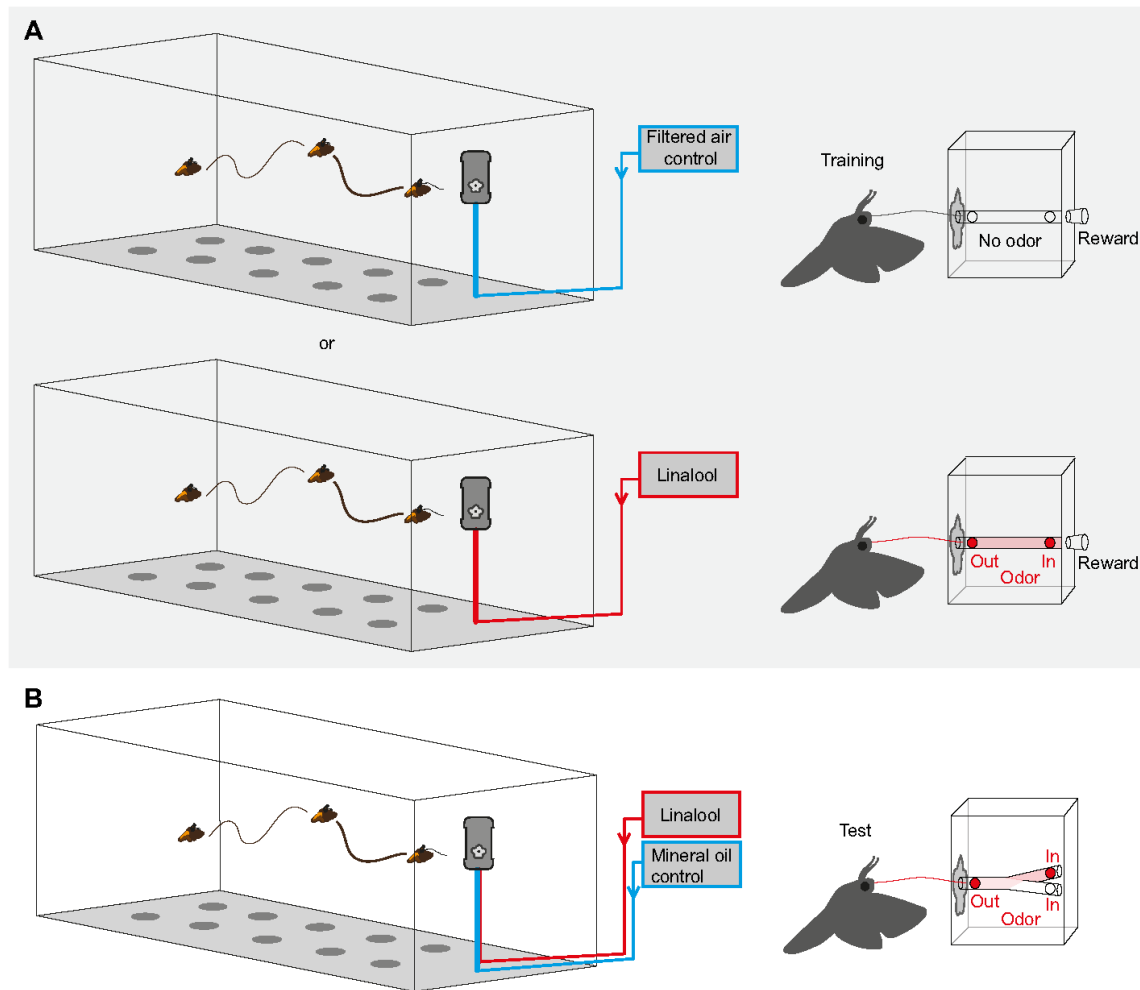 A
Filtered air
control
Training
No odor
Reward
or
Linalool
Out
In
Odor
Reward
B
Linalool
Mineral oil
control
Test
In
Out
In
Odor